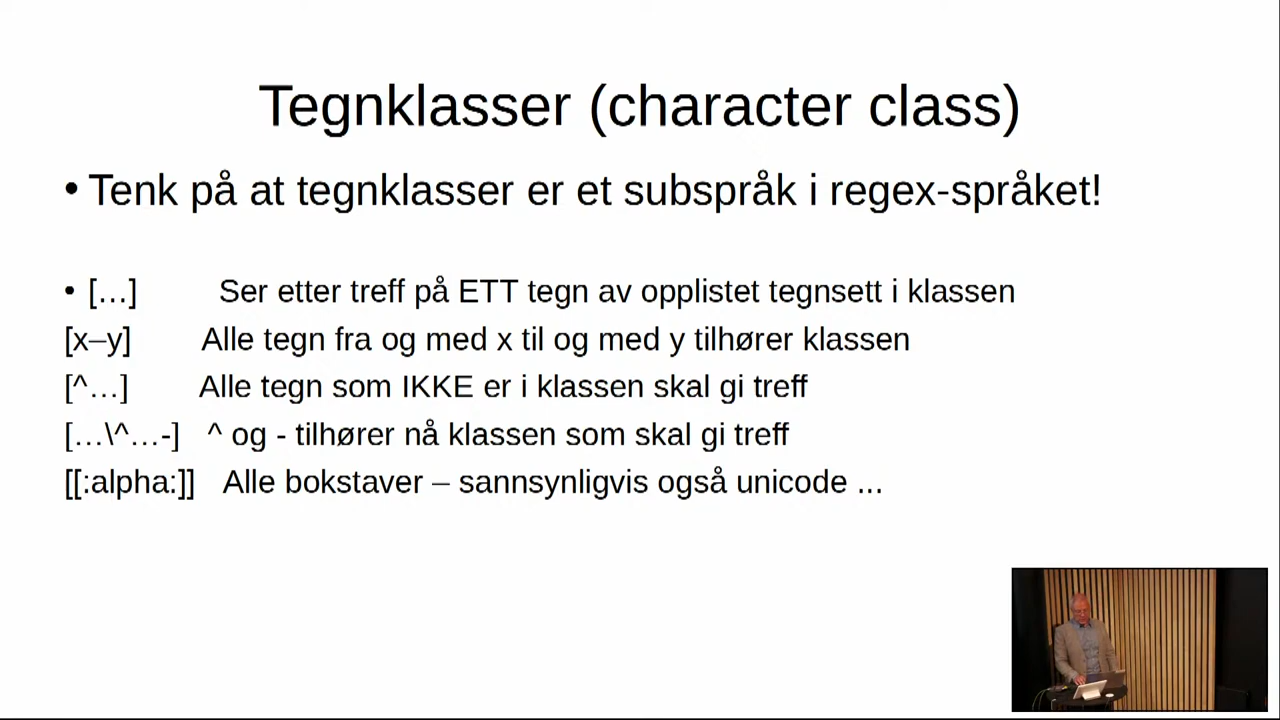 Tegnklasser (character class)
• Tenk på at tegnklasser er et subspråk i regex-språket!
• […] Ser etter treff på ETT tegn av opplistet tegnsett i klassen
[x–y] Alle tegn fra og med x til og med y tilhører klassen
[^…] Alle tegn som IKKE er i klassen skal gi treff
[…\^…-] ^ og - tilhører nå klassen som skal gi treff
[[:alpha:]] Alle bokstaver – sannsynligvis også unicode ...